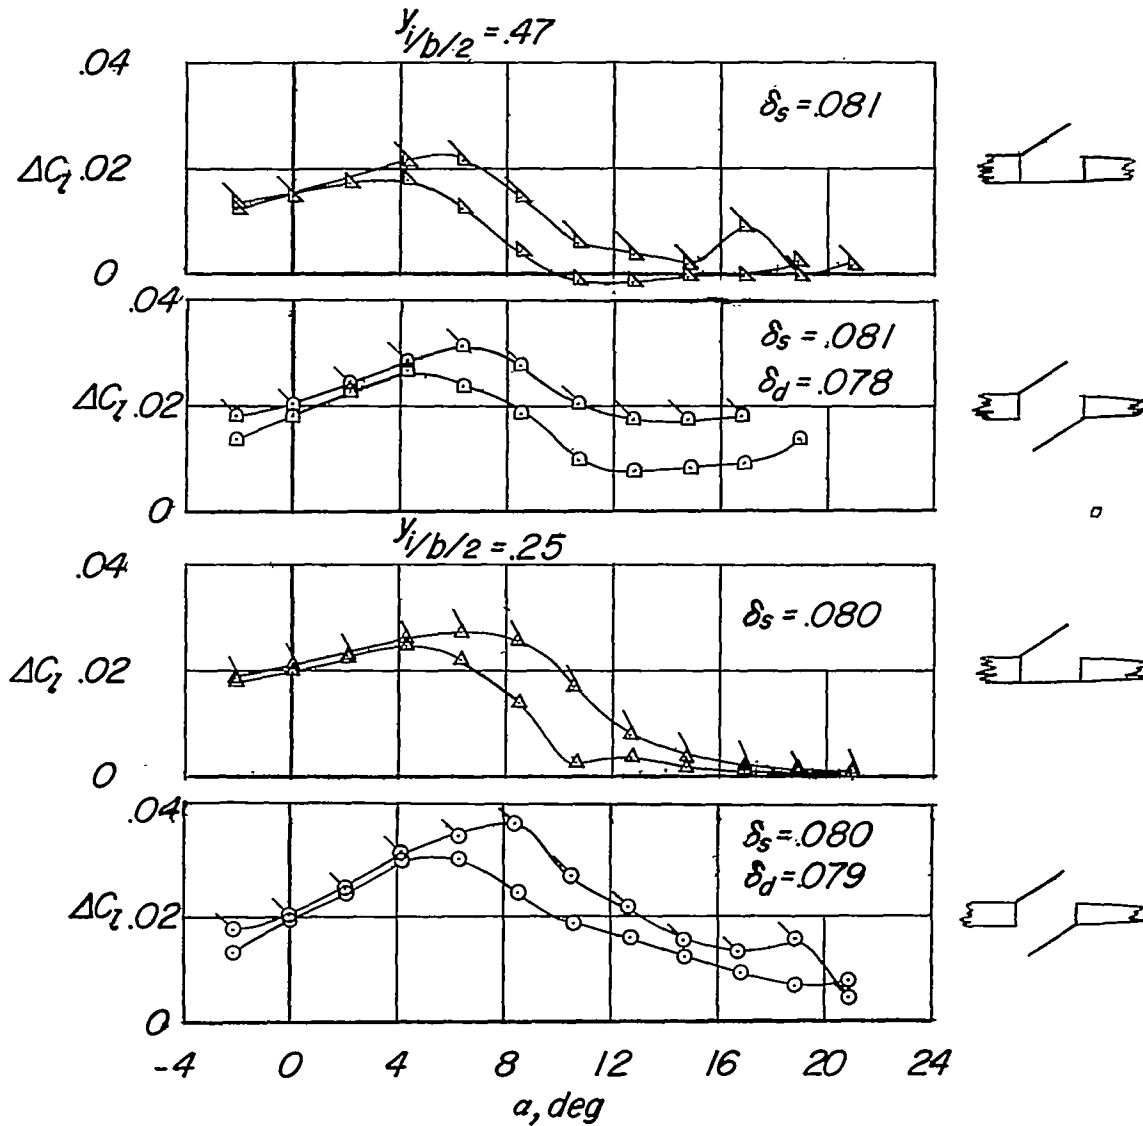 yᵢ/b/2 = .47
.04
δₛ = .081
ΔCₗ .02
0
.04
δₛ = .081
δd = .078
ΔCₗ .02
0
yᵢ/b/2 = .25
.04
δₛ = .080
ΔCₗ .02
0
.04
δₛ = .080
δd = .079
ΔCₗ .02
0
-4 0 4 8 12 16 20 24
α, deg